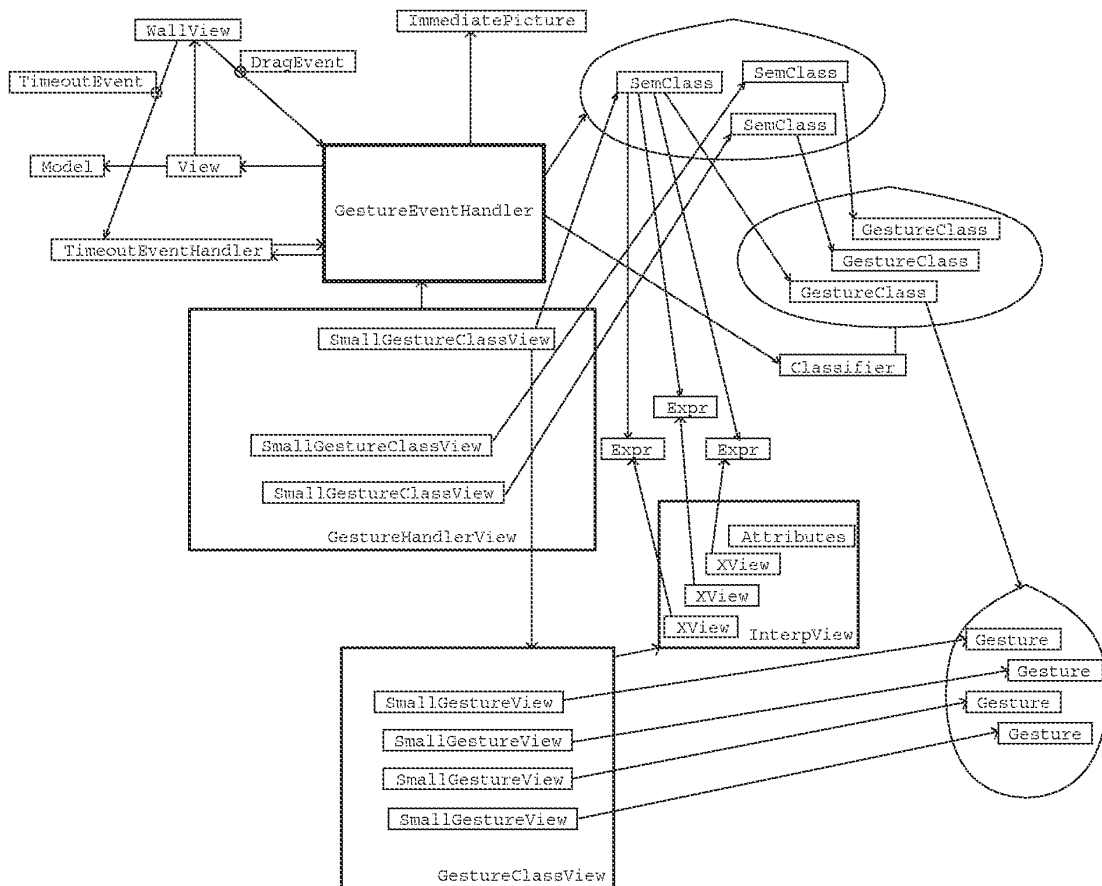 ImmediatePicture
WallView
DragEvent
TimeoutEvent
SemClass
SemClass
SemClass
Model
View
GestureEventHandler
TimeoutEventHandler
GestureClass
GestureClass
GestureClass
SmallGestureClassView
Classifier
Expr
SmallGestureClassView
Expr
Expr
SmallGestureClassView
GestureHandlerView
Attributes
XView
XView
XView
InterpView
Gesture
Gesture
SmallGestureView
Gesture
SmallGestureView
Gesture
SmallGestureView
SmallGestureView
GestureClassView